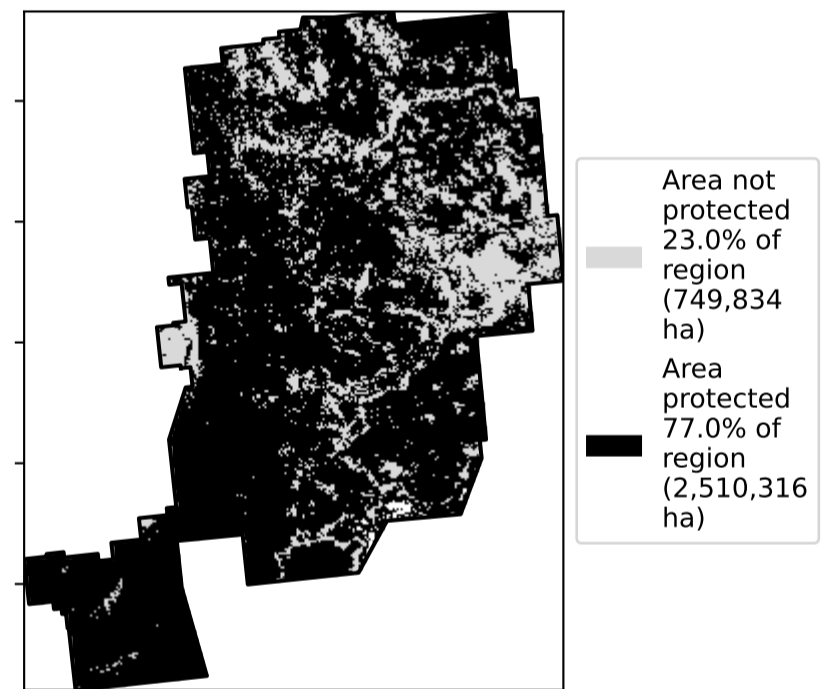 Area not
protected
23.0% of
region
(749,834
ha)
Area
protected
77.0% of
region
(2,510,316
ha)